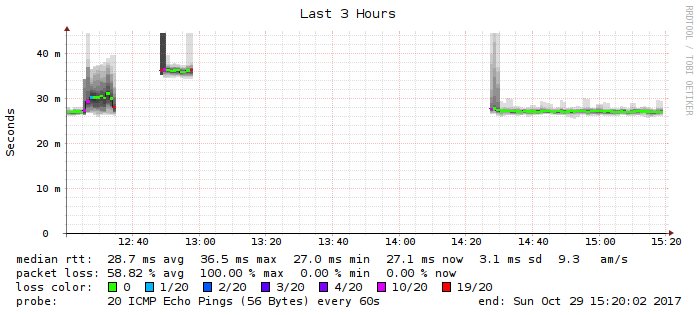 Last 3 Hours
RRDTOOL / TOBI OETIKER
Seconds
40 m
30 m
20 m
10 m
0
12:40 13:00 13:20 13:40 14:00 14:20 14:40 15:00 15:20
median rtt: 28.7 ms avg 36.5 ms max 27.0 ms min 27.1 ms now 3.1 ms sd 9.3 am/s
packet loss: 58.82 % avg 100.00 % max 0.00 % min 0.00 % now
loss color: 0 1/20 2/20 3/20 4/20 10/20 19/20
probe: 20 ICMP Echo Pings (56 Bytes) every 60s end: Sun Oct 29 15:20:02 2017